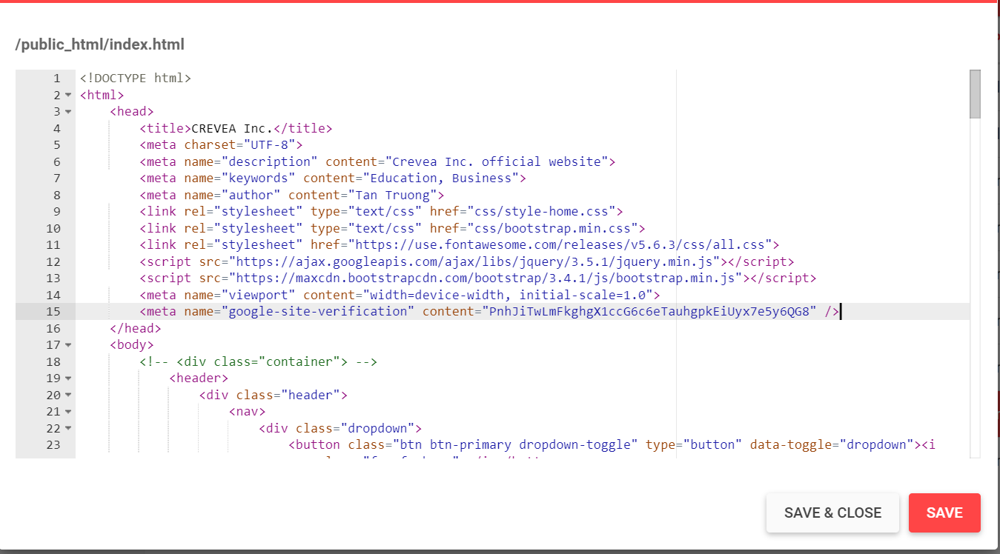 /public_html/index.html
1 <!DOCTYPE html>
2 <html>
3 <head>
4 <title>CREVEA Inc.</title>
5 <meta charset="UTF-8">
6 <meta name="description" content="Crevea Inc. official website">
7 <meta name="keywords" content="Education, Business">
8 <meta name="author" content="Tan Truong">
9 <link rel="stylesheet" type="text/css" href="css/style-home.css">
10 <link rel="stylesheet" type="text/css" href="css/bootstrap.min.css">
11 <link rel="stylesheet" href="https://use.fontawesome.com/releases/v5.6.3/css/all.css">
12 <script src="https://ajax.googleapis.com/ajax/libs/jquery/3.5.1/jquery.min.js"></script>
13 <script src="https://maxcdn.bootstrapcdn.com/bootstrap/3.4.1/js/bootstrap.min.js"></script>
14 <meta name="viewport" content="width=device-width, initial-scale=1.0">
15 <meta name="google-site-verification" content="PnhJiTwLmFkghgX1ccG6c6eTauhgpkEiUyx7e5y6QG8" />
16 </head>
17 <body>
18 <!-- <div class="container"> -->
19 <header>
20 <div class="header">
21 <nav>
22 <div class="dropdown">
23 <button class="btn btn-primary dropdown-toggle" type="button" data-toggle="dropdown"><i
SAVE & CLOSE
SAVE